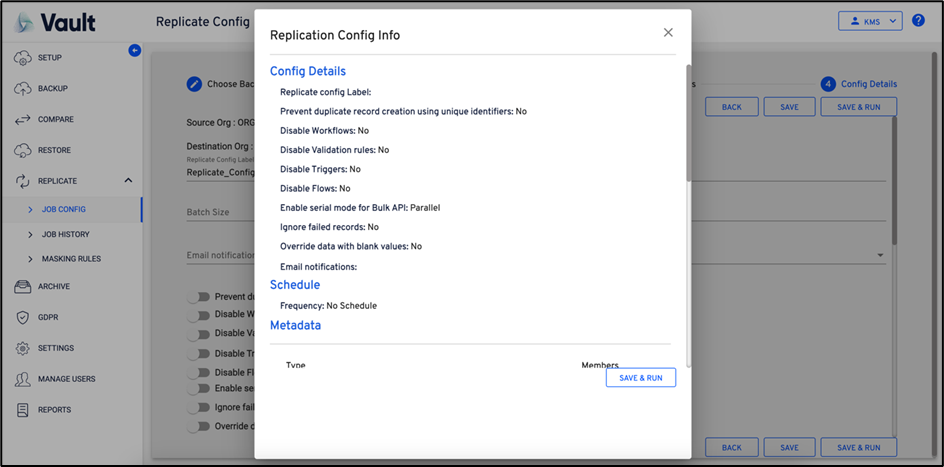 Vault
Replicate Config
KMS
?
SETUP
BACKUP
COMPARE
RESTORE
REPLICATE
JOB CONFIG
JOB HISTORY
MASKING RULES
ARCHIVE
GDPR
SETTINGS
MANAGE USERS
REPORTS
Choose Bac
4 Config Details
BACK
SAVE
SAVE & RUN
Source Org : ORG
Destination Org :
Replicate Config Label
Replicate_Config
Batch Size
Email notification
Prevent du
Disable W
Disable Va
Disable Tr
Disable Fl
Enable se
Ignore fail
Override d
BACK
SAVE
SAVE & RUN
Replication Config Info
Config Details
Replicate config Label:
Prevent duplicate record creation using unique identifiers: No
Disable Workflows: No
Disable Validation rules: No
Disable Triggers: No
Disable Flows: No
Enable serial mode for Bulk API: Parallel
Ignore failed records: No
Override data with blank values: No
Email notifications:
Schedule
Frequency: No Schedule
Metadata
Type Members
SAVE & RUN